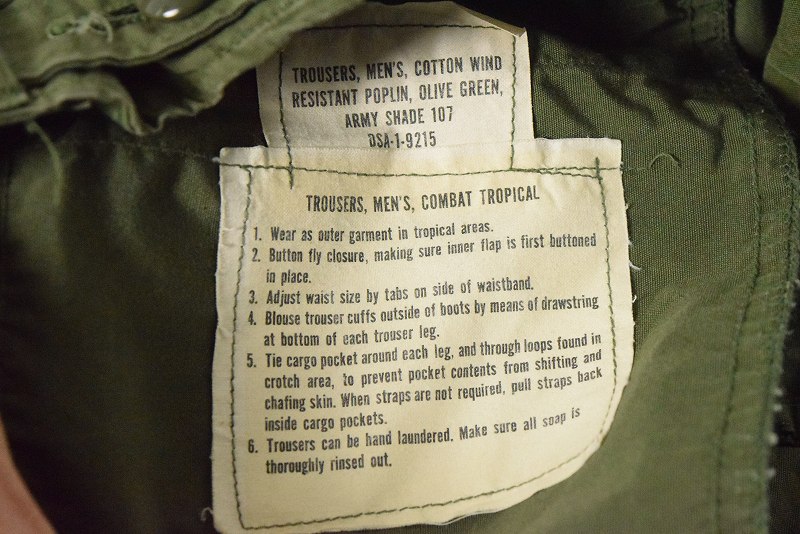 TROUSERS, MEN'S, COTTON WIND
RESISTANT POPLIN, OLIVE GREEN,
ARMY SHADE 107
DSA-1-9215
TROUSERS, MEN'S, COMBAT TROPICAL
1. Wear as outer garment in tropical areas.
2. Button fly closure, making sure inner flap is first buttoned
in place.
3. Adjust waist size by tabs on side of waistband.
4. Blouse trouser cuffs outside of boots by means of drawstring
at bottom of each trouser leg.
5. Tie cargo pocket around each leg, and through loops found in
crotch area, to prevent pocket contents from shifting and
chafing skin. When straps are not required, pull straps back
inside cargo pockets.
6. Trousers can be hand laundered. Make sure all soap is
thoroughly rinsed out.